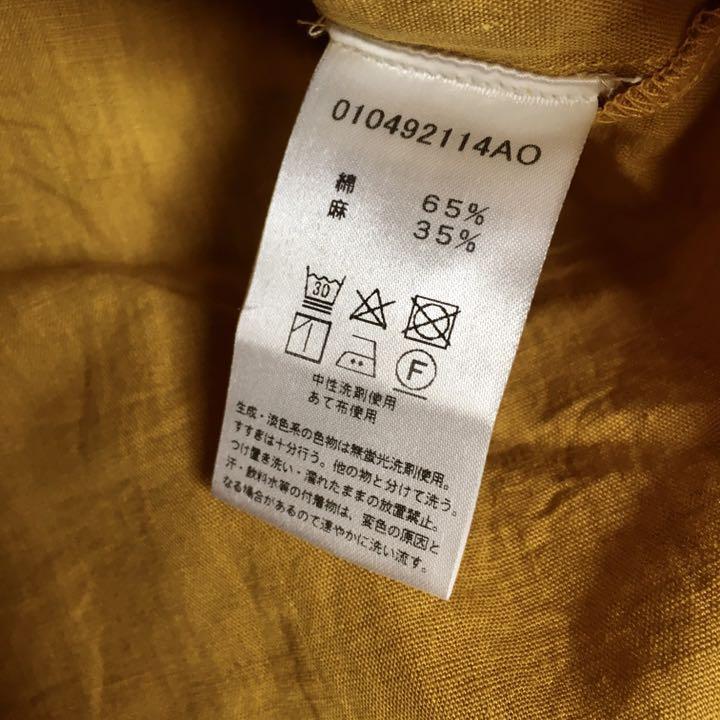 010492114AO
綿 65%
麻 35%
30
F
中性洗剤使用
あて布使用
生成・淡色系の色物は無蛍光洗剤使用。
すすぎは十分行う。他の物と分けて洗う。
つけ置き洗い・濡れたままの放置禁止。
汗・飲料水等の付着物は、変色の原因と
なる場合があるので速やかに洗い流す。